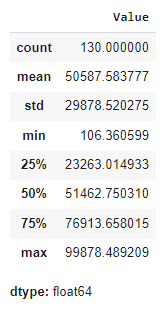 Value
count 130.000000
mean 50587.583777
std 29878.520275
min 106.360599
25% 23263.014933
50% 51462.750310
75% 76913.658015
max 99878.489209
dtype: float64